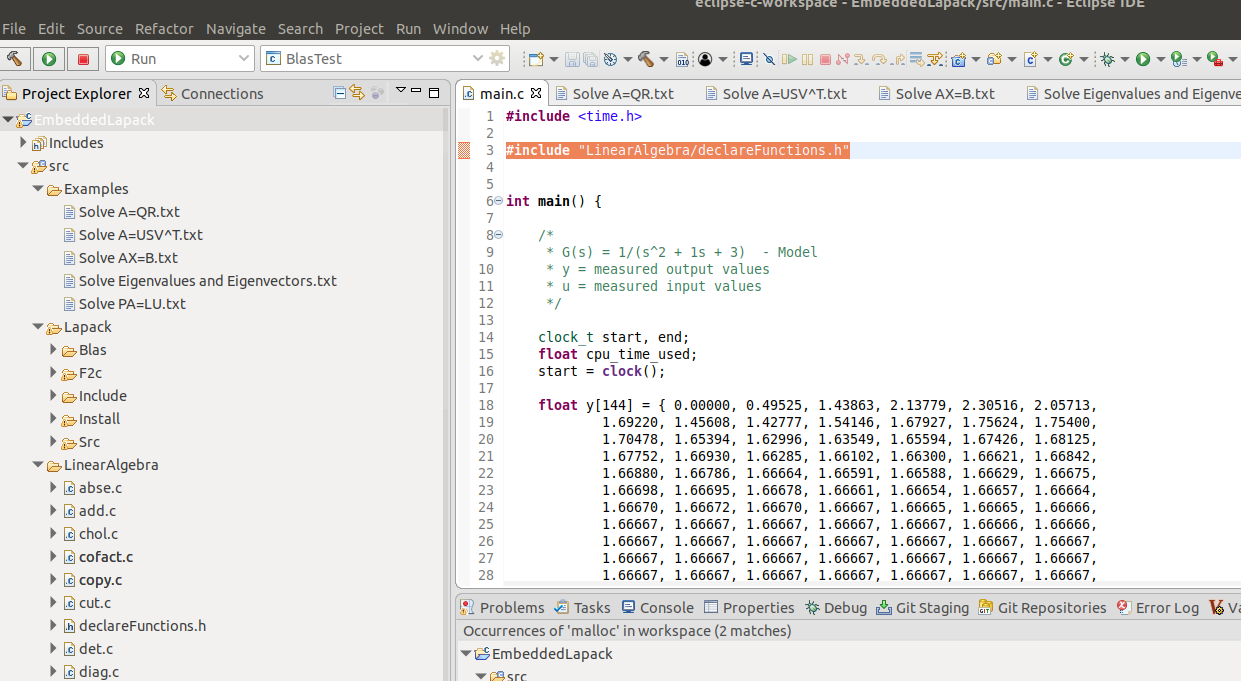 eclipse-c-workspace - EmbeddedLapack/src/main.c - Eclipse IDE
File Edit Source Refactor Navigate Search Project Run Window Help
Run BlasTest
Project Explorer Connections
EmbeddedLapack
Includes
src
Examples
Solve A=QR.txt
Solve A=USV^T.txt
Solve AX=B.txt
Solve Eigenvalues and Eigenvectors.txt
Solve PA=LU.txt
Lapack
Blas
F2c
Include
Install
Src
LinearAlgebra
abse.c
add.c
chol.c
cofact.c
copy.c
cut.c
declareFunctions.h
det.c
diag.c
main.c Solve A=QR.txt Solve A=USV^T.txt Solve AX=B.txt Solve Eigenvalues and Eigenve
1 #include <time.h>
2
3 #include "LinearAlgebra/declareFunctions.h"
4
5
6 int main() {
7
8 /*
9 * G(s) = 1/(s^2 + 1s + 3)  - Model
10 * y = measured output values
11 * u = measured input values
12 */
13
14 clock_t start, end;
15 float cpu_time_used;
16 start = clock();
17
18 float y[144] = { 0.00000, 0.49525, 1.43863, 2.13779, 2.30516, 2.05713,
19 1.69220, 1.45608, 1.42777, 1.54146, 1.67927, 1.75624, 1.75400,
20 1.70478, 1.65394, 1.62996, 1.63549, 1.65594, 1.67426, 1.68125,
21 1.67752, 1.66930, 1.66285, 1.66102, 1.66300, 1.66621, 1.66842,
22 1.66880, 1.66786, 1.66664, 1.66591, 1.66588, 1.66629, 1.66675,
23 1.66698, 1.66695, 1.66678, 1.66661, 1.66654, 1.66657, 1.66664,
24 1.66670, 1.66672, 1.66670, 1.66667, 1.66665, 1.66665, 1.66666,
25 1.66667, 1.66667, 1.66667, 1.66667, 1.66667, 1.66666, 1.66666,
26 1.66667, 1.66667, 1.66667, 1.66667, 1.66667, 1.66667, 1.66667,
27 1.66667, 1.66667, 1.66667, 1.66667, 1.66667, 1.66667, 1.66667,
28 1.66667, 1.66667, 1.66667, 1.66667, 1.66667, 1.66667, 1.66667,
Problems Tasks Console Properties Debug Git Staging Git Repositories Error Log Va
Occurrences of 'malloc' in workspace (2 matches)
EmbeddedLapack
src